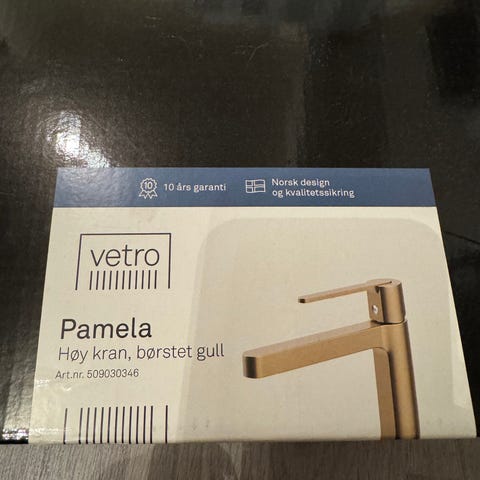 10
10 års garanti
Norsk design
og kvalitetssikring
vetro
Pamela
Høy kran, børstet gull
Art.nr. 509030346